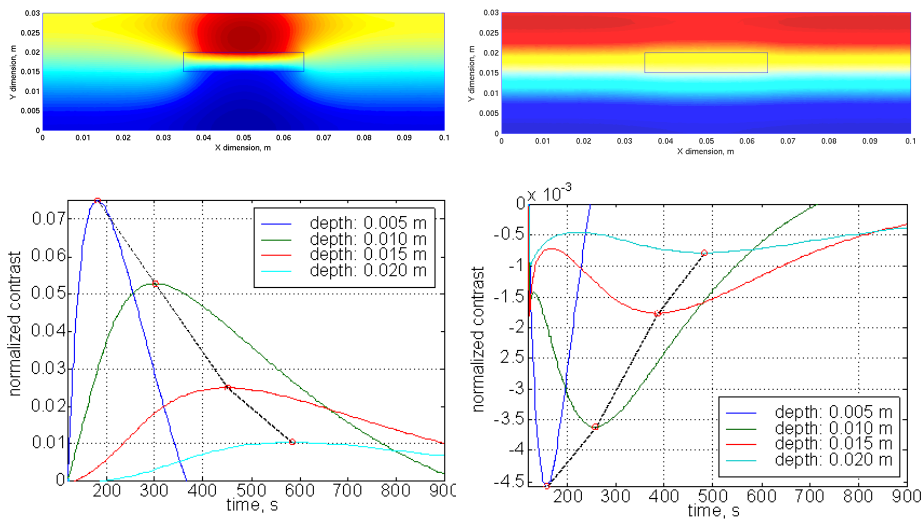 0.03
0.025
0.02
0.015
0.01
0.005
0
Y dimension, m
0 0.01 0.02 0.03 0.04 0.05 0.06 0.07 0.08 0.09 0.1
X dimension, m
0.03
0.025
0.02
0.015
0.01
0.005
0
Y dimension, m
0 0.01 0.02 0.03 0.04 0.05 0.06 0.07 0.08 0.09 0.1
X dimension, m
0.07
0.06
0.05
0.04
0.03
0.02
0.01
0
normalized contrast
depth: 0.005 m
depth: 0.010 m
depth: 0.015 m
depth: 0.020 m
200 300 400 500 600 700 800 900
time, s
x 10⁻³
0
-0.5
-1
-1.5
-2
-2.5
-3
-3.5
-4
-4.5
normalized contrast
depth: 0.005 m
depth: 0.010 m
depth: 0.015 m
depth: 0.020 m
200 300 400 500 600 700 800 900
time, s